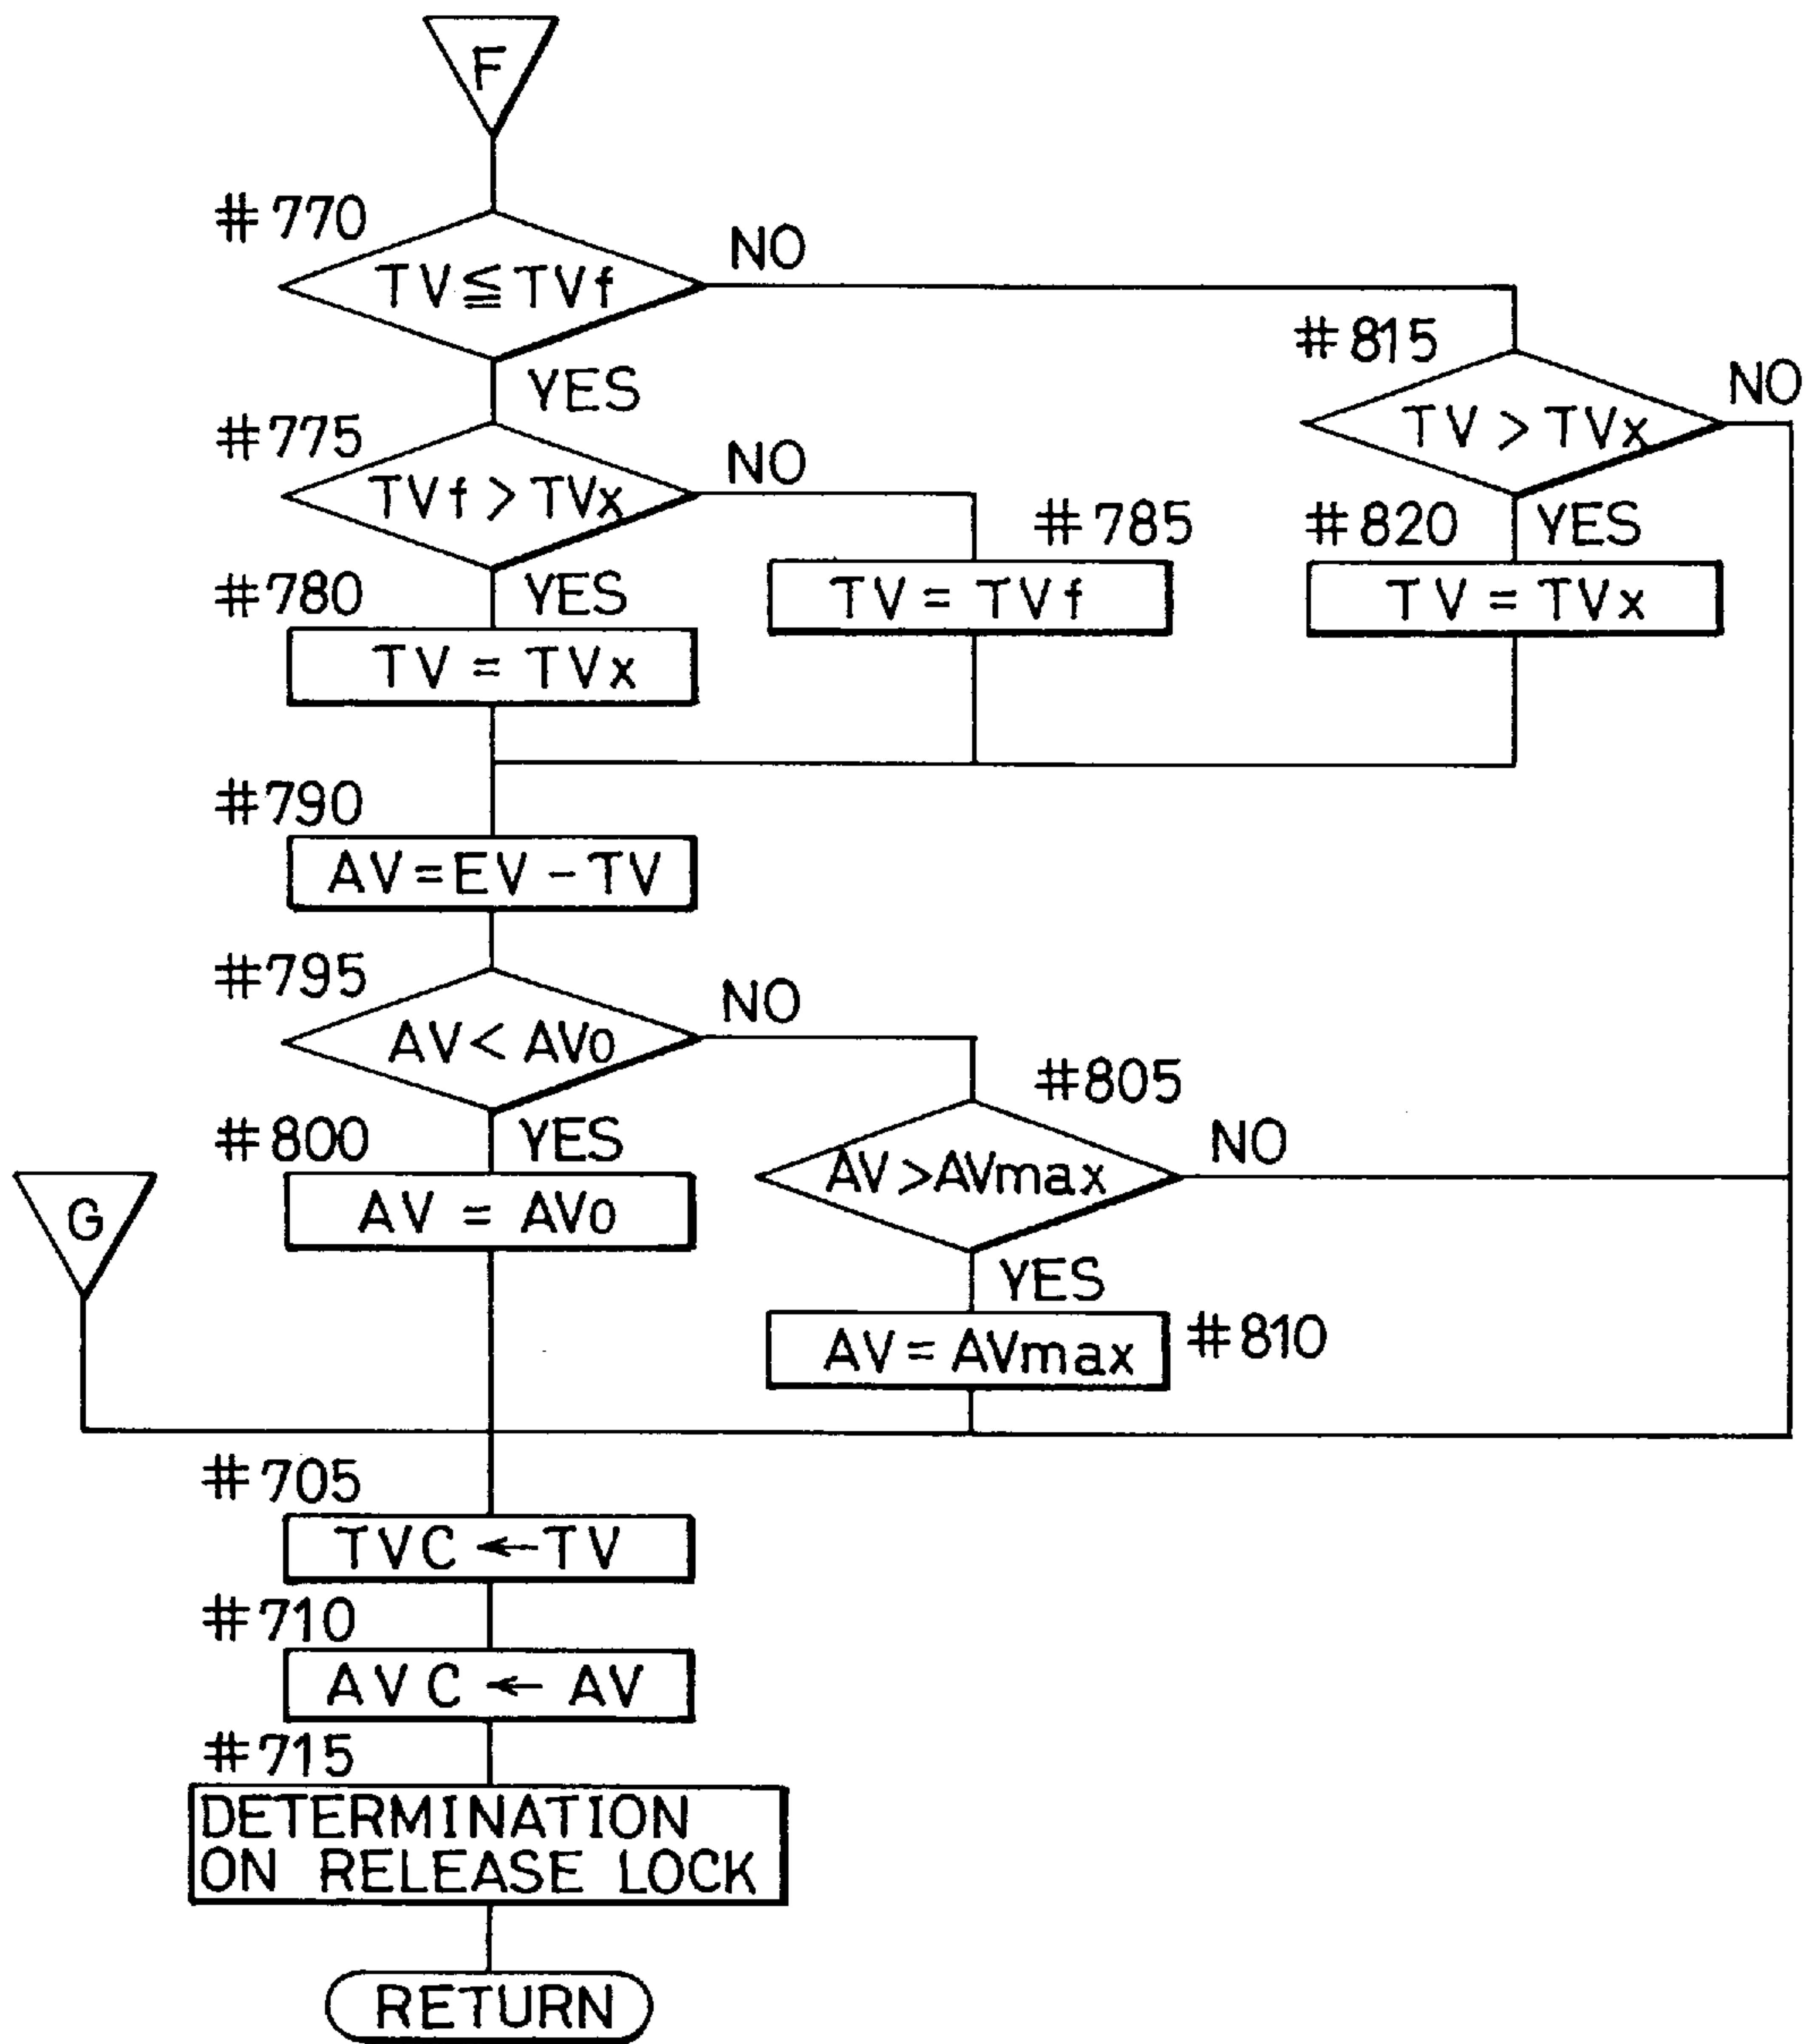 F
#770
TV≦TVf
NO
YES
#815
TV > TVx
NO
#775
TVf > TVx
NO
YES
#785
TV = TVf
#820
YES
TV = TVx
#780
TV = TVx
#790
AV=EV-TV
#795
AV< AVo
NO
#805
AV>AVmax
NO
#800
YES
AV = AVo
G
YES
AV=AVmax
#810
#705
TVC ← TV
#710
AVC ← AV
#715
DETERMINATION
ON RELEASE LOCK
RETURN